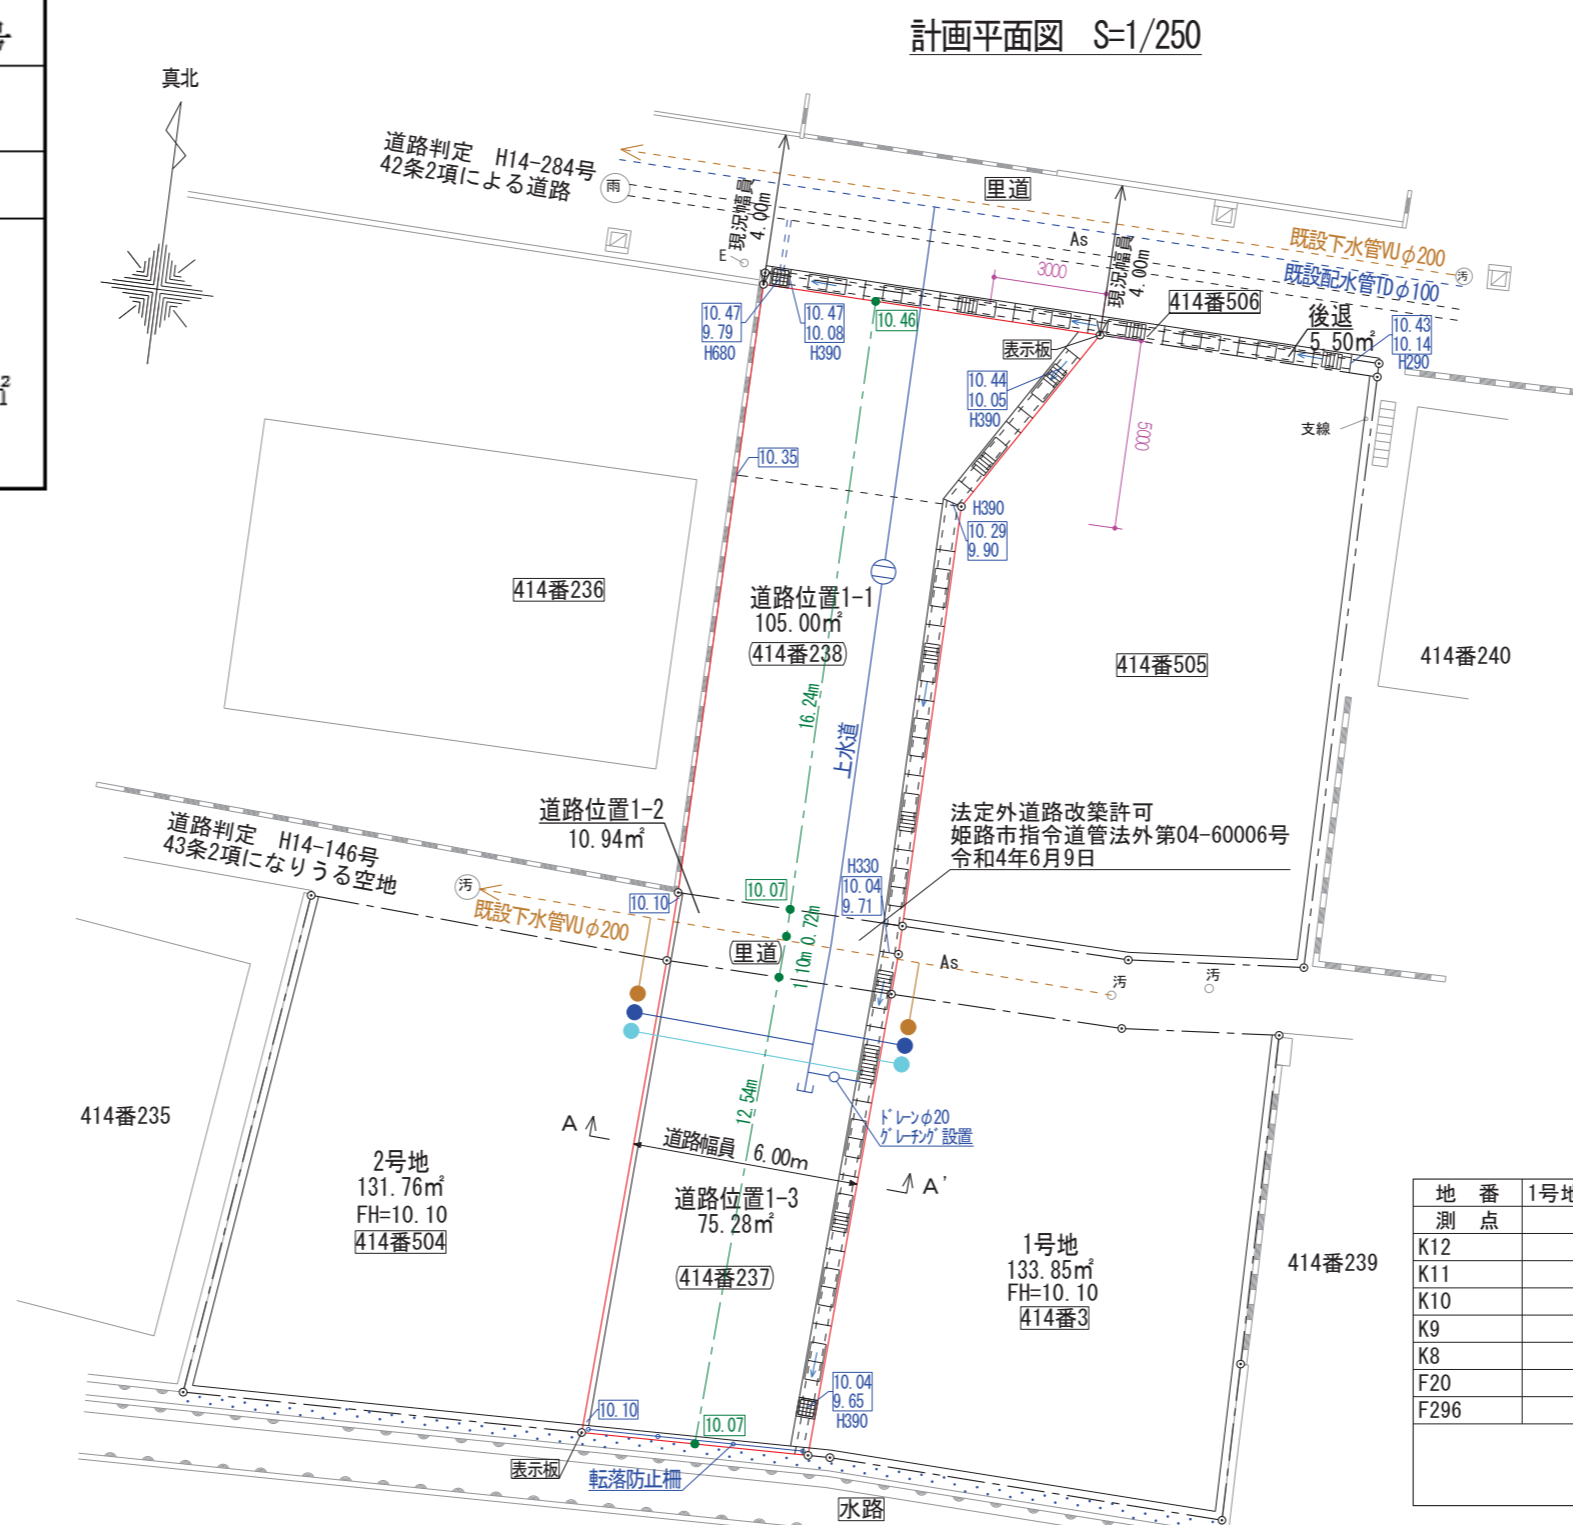 計画平面図　S=1/250
号
真北
道路判定　H14-284号
42条2項による道路
雨
里道
現況幅員
4.00m
As
現況幅員
4.00m
既設下水管VUφ200
汚
既設配水管TDφ100
E
3000
414番506
後退
5.50㎡
10.47
9.79
H680
10.47
10.08
H390
10.46
表示板
10.43
10.14
H290
10.44
10.05
H390
5000
支線
㎡
10.35
H390
10.29
9.90
414番236
道路位置1-1
105.00㎡
(414番238)
414番505
414番240
16.24m
上水道
道路位置1-2
10.94㎡
法定外道路改築許可
姫路市指令道管法外第04-60006号
令和4年6月9日
道路判定　H14-146号
43条2項になりうる空地
汚
既設下水管VUφ200
10.10
10.07
H330
10.04
9.71
0.72m
(里道)
1.10m
As
汚
汚
12.54m
414番235
ドレーンφ20
グレーチング設置
A
道路幅員　6.00m
A'
2号地
131.76㎡
FH=10.10
414番504
道路位置1-3
75.28㎡
(414番237)
1号地
133.85㎡
FH=10.10
414番3
414番239
地　番
1号地
測　点
K12
K11
K10
K9
K8
F20
F296
10.10
10.07
10.04
9.65
H390
表示板
転落防止柵
水路